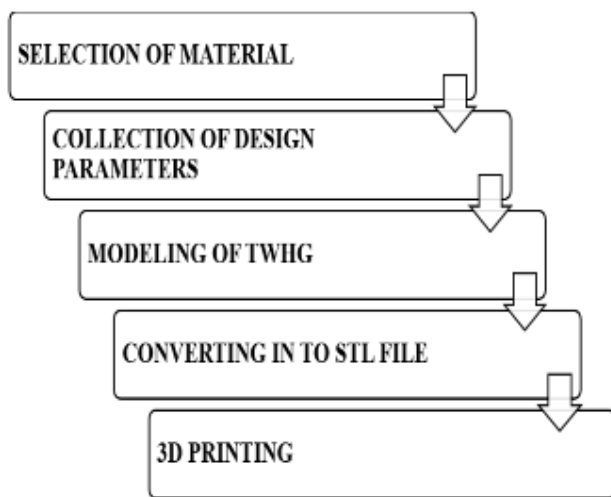 SELECTION OF MATERIAL
COLLECTION OF DESIGN
PARAMETERS
MODELING OF TWHG
CONVERTING IN TO STL FILE
3D PRINTING